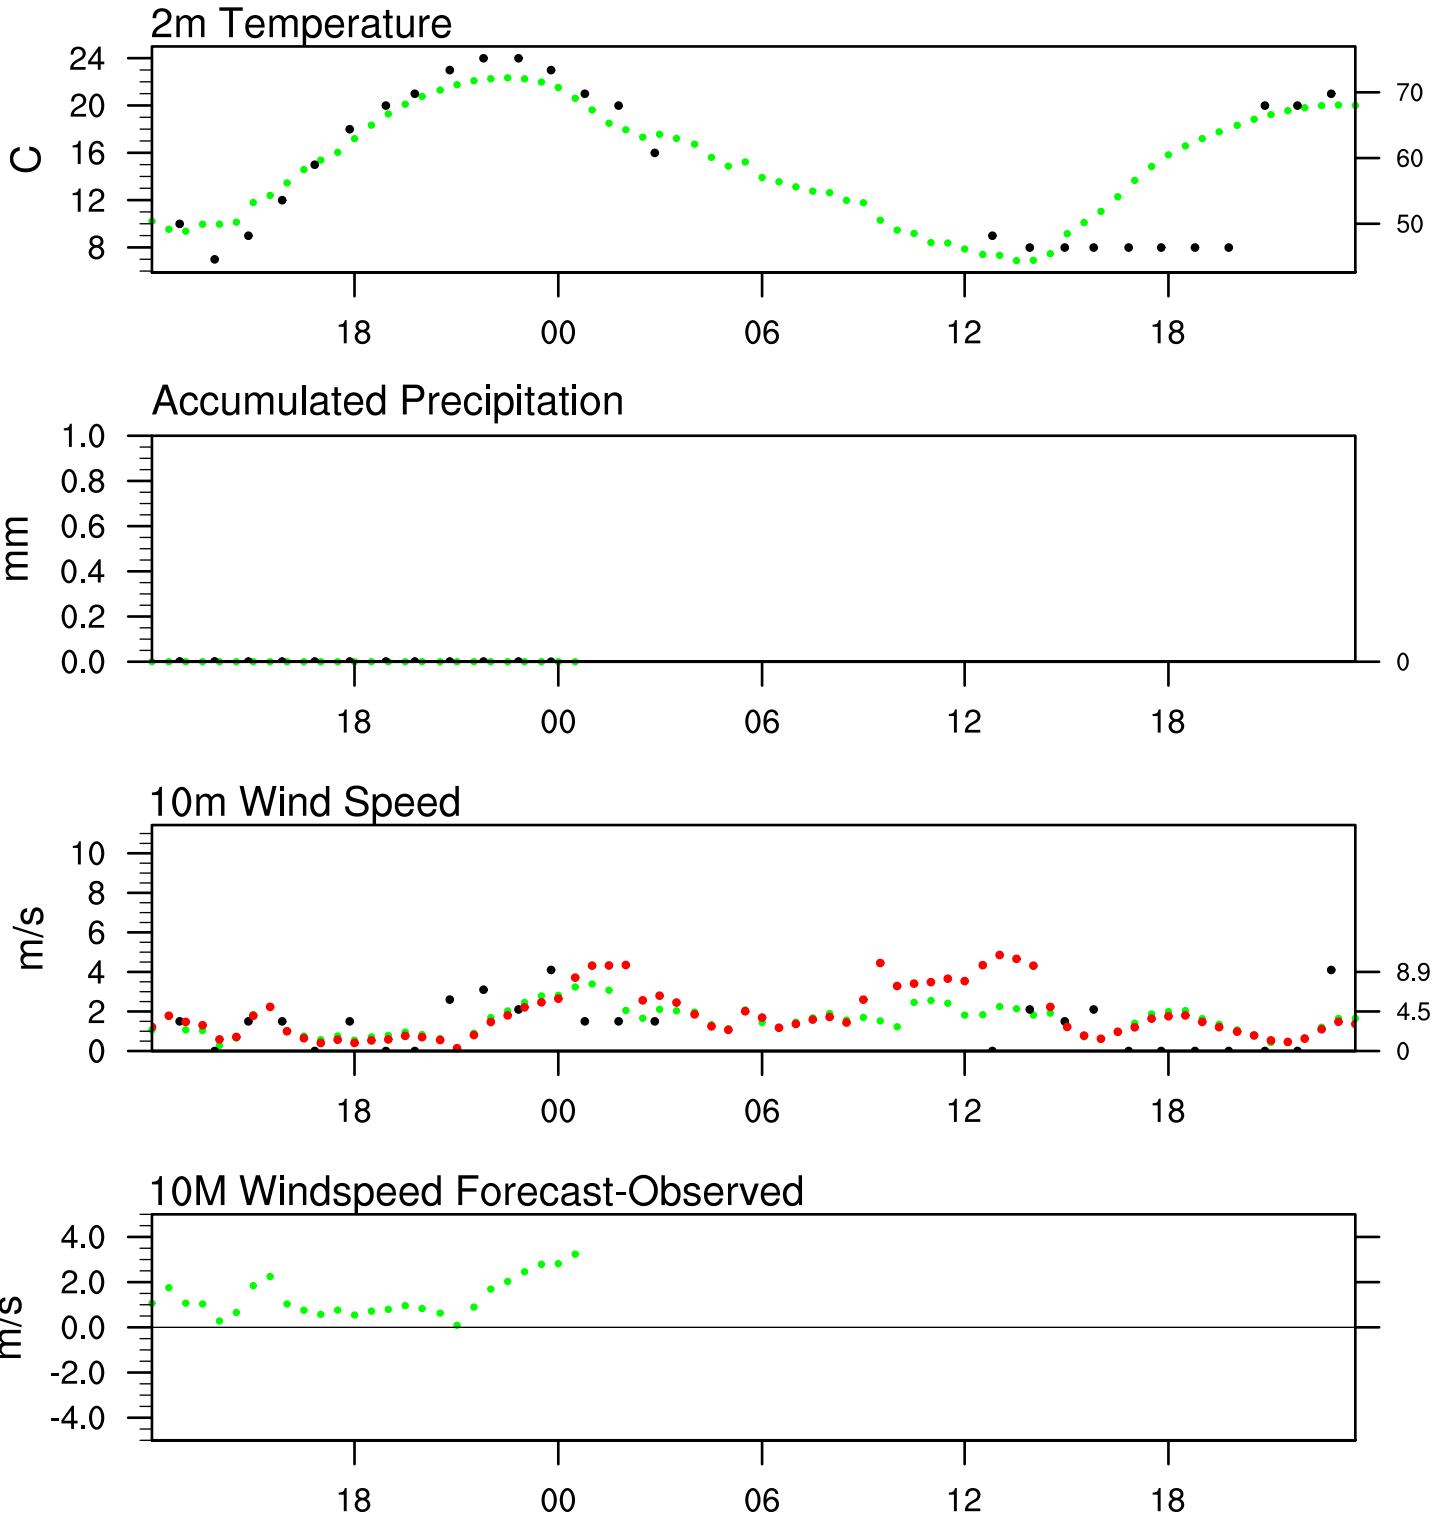 2m Temperature
24
20
16
12
8
C
70
60
50
18 00 06 12 18
Accumulated Precipitation
1.0
0.8
0.6
0.4
0.2
0.0
mm
0
18 00 06 12 18
10m Wind Speed
10
8
6
4
2
0
m/s
8.9
4.5
0
18 00 06 12 18
10M Windspeed Forecast-Observed
4.0
2.0
0.0
-2.0
-4.0
m/s
18 00 06 12 18